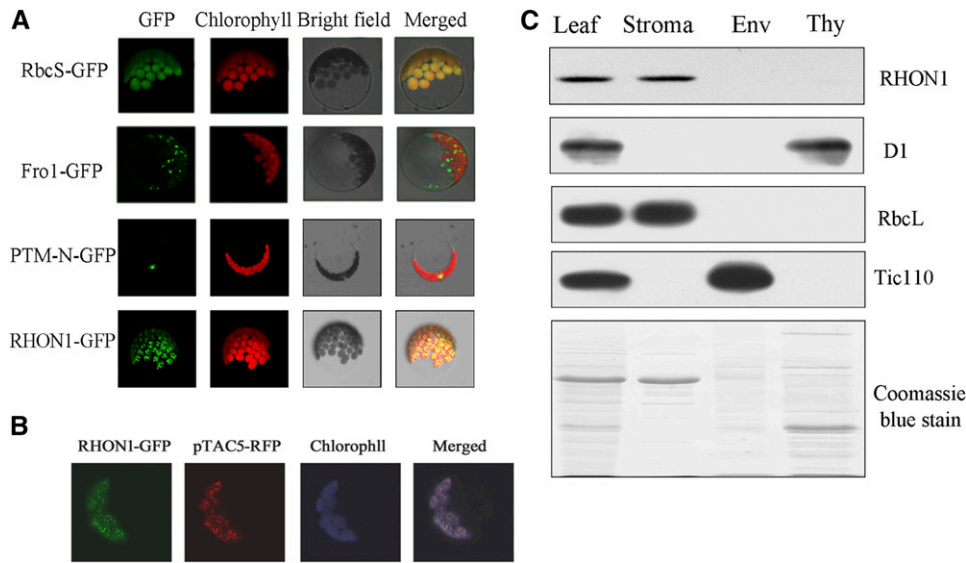 A
GFP Chlorophyll Bright field Merged
RbcS-GFP
Fro1-GFP
PTM-N-GFP
RHON1-GFP
B
RHON1-GFP pTAC5-RFP Chlorophll Merged
C
Leaf Stroma Env Thy
RHON1
D1
RbcL
Tic110
Coomassie
blue stain